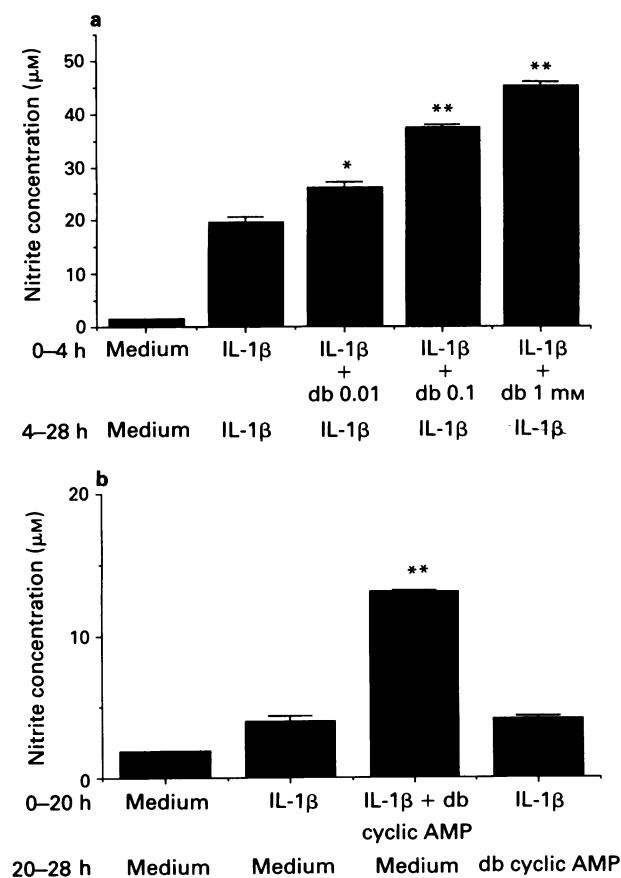 a
Nitrite concentration (μM)
50
40
30
20
10
0
*
**
**
0–4 h Medium IL-1β IL-1β IL-1β IL-1β
+ + +
db 0.01 db 0.1 db 1 mM
4–28 h Medium IL-1β IL-1β IL-1β IL-1β
b
Nitrite concentration (μM)
20
10
0
**
0–20 h Medium IL-1β IL-1β + db IL-1β
cyclic AMP
20–28 h Medium Medium Medium db cyclic AMP